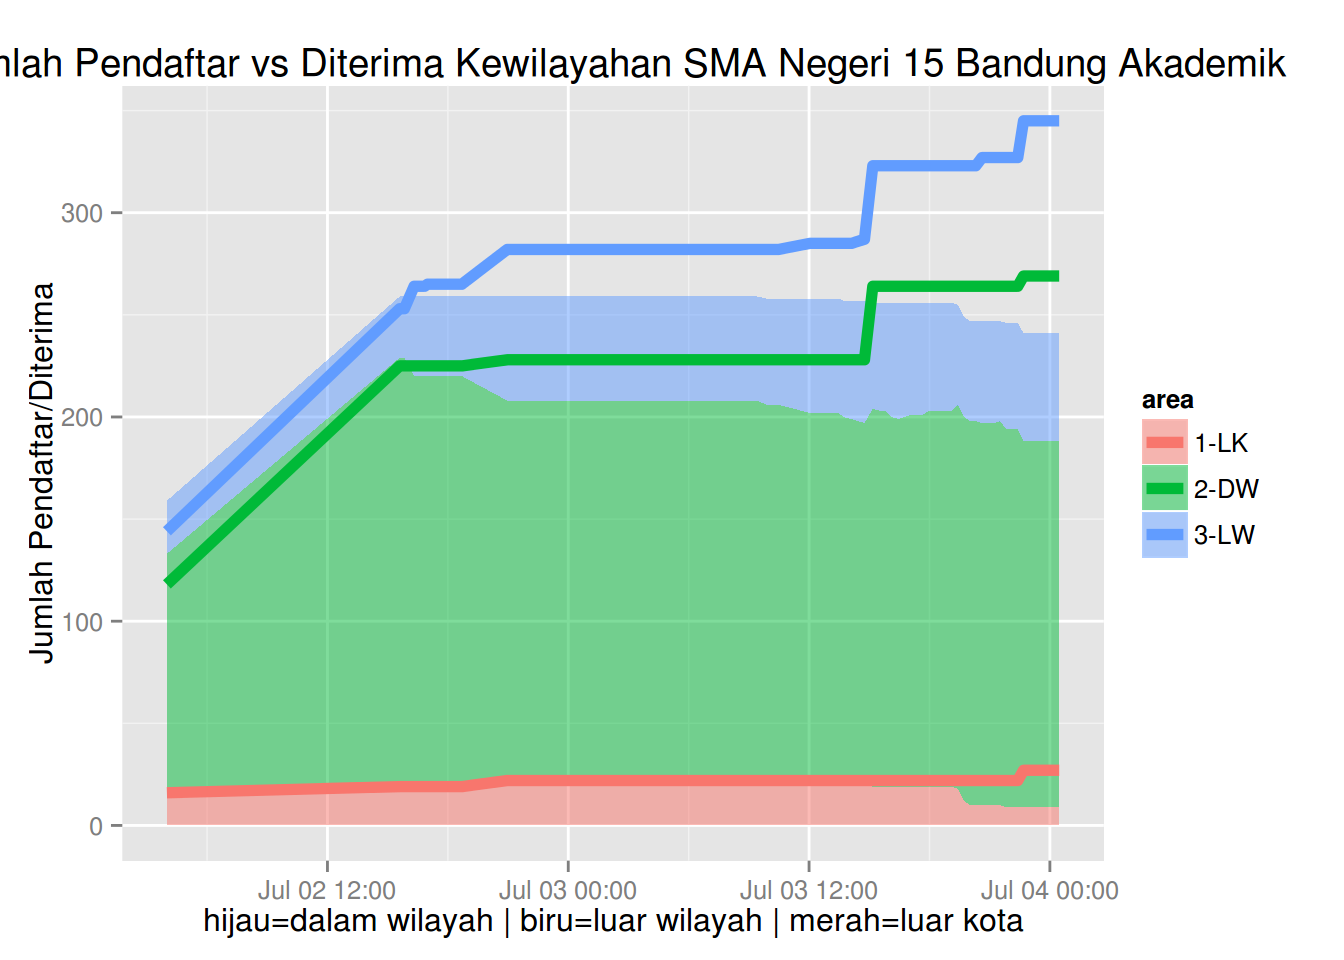 Pendaftar vs Diterima Kewilayahan SMA Negeri 15 Bandung Akademik
300
200
100
0
Jumlah Pendaftar/Diterima
Jul 02 12:00
Jul 03 00:00
Jul 03 12:00
Jul 04 00:00
hijau=dalam wilayah | biru=luar wilayah | merah=luar kota
area
1-LK
2-DW
3-LW